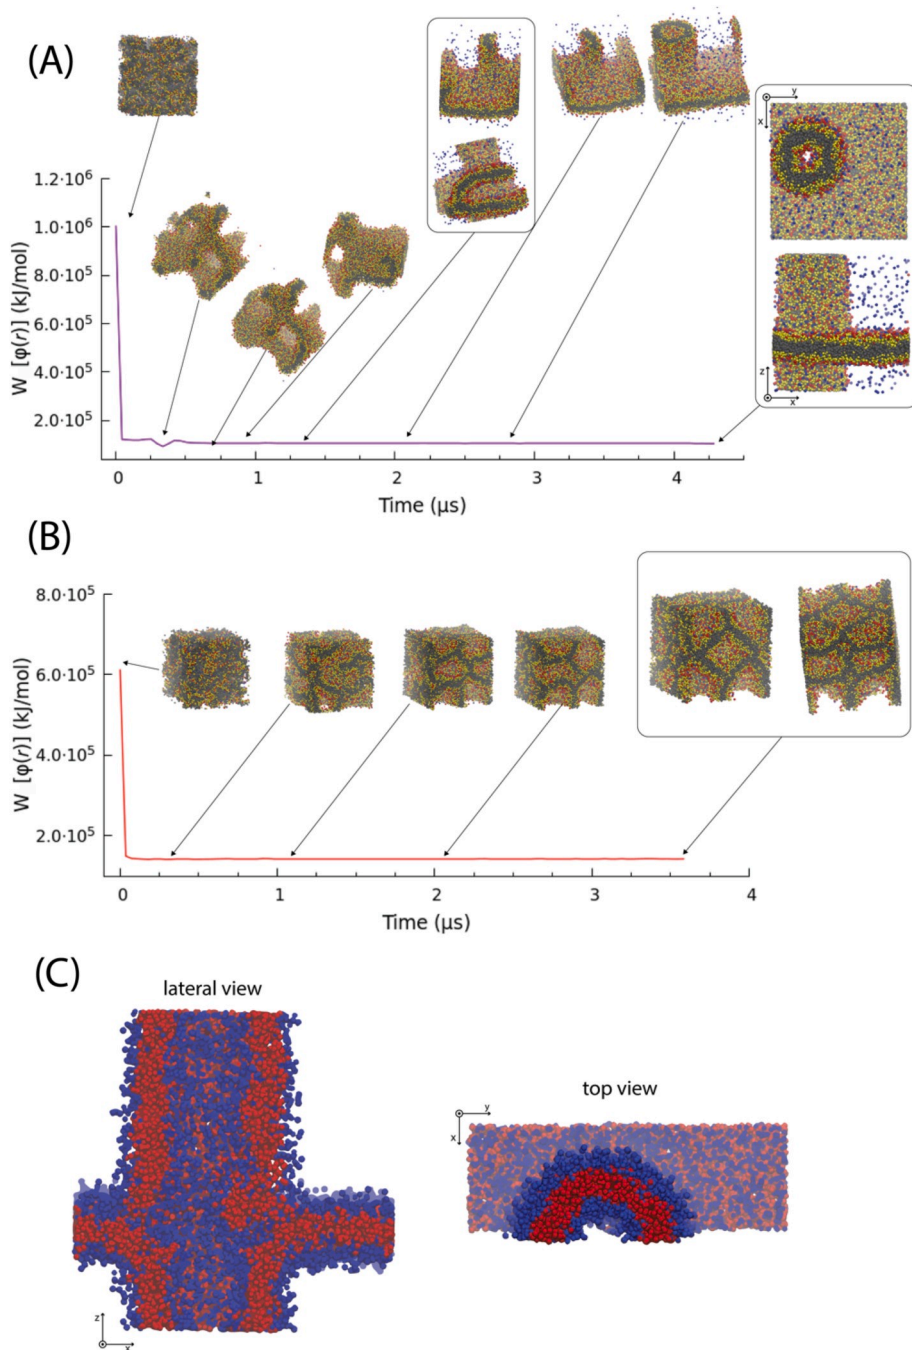 (A)
y
x
1.2·10⁶
1.0·10⁶
8.0·10⁵
6.0·10⁵
4.0·10⁵
2.0·10⁵
W [φ(r)] (kJ/mol)
z
x
0 1 2 3 4
Time (μs)
(B)
8.0·10⁵
6.0·10⁵
4.0·10⁵
2.0·10⁵
W [φ(r)] (kJ/mol)
0 1 2 3 4
Time (μs)
(C)
lateral view
top view
y
x
z
x